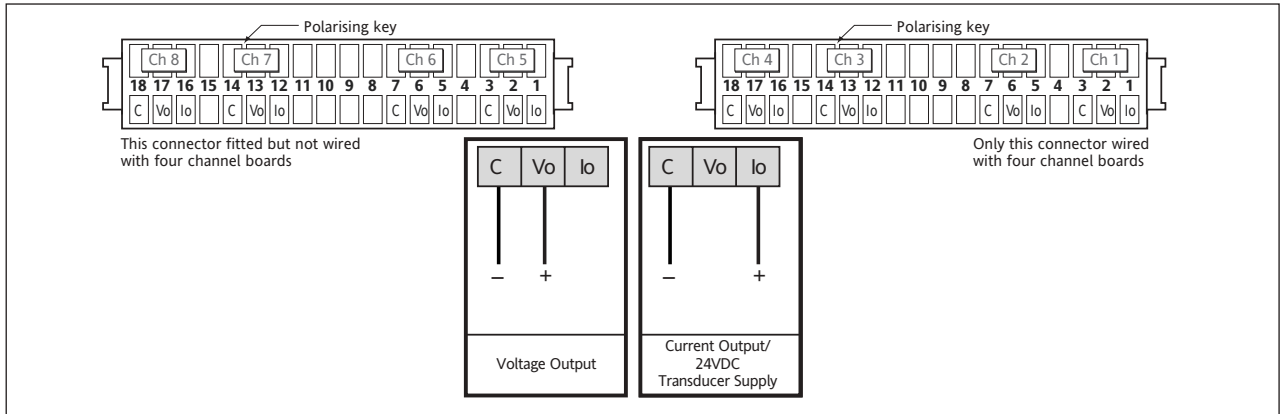 Polarising key
Polarising key
Ch 8 Ch 7 Ch 6 Ch 5
Ch 4 Ch 3 Ch 2 Ch 1
18 17 16 15 14 13 12 11 10 9 8 7 6 5 4 3 2 1
18 17 16 15 14 13 12 11 10 9 8 7 6 5 4 3 2 1
C Vo Io C Vo Io C Vo Io C Vo Io
C Vo Io C Vo Io C Vo Io C Vo Io
This connector fitted but not wired
with four channel boards
Only this connector wired
with four channel boards
C Vo Io
– +
Voltage Output
C Vo Io
– +
Current Output/
24VDC
Transducer Supply